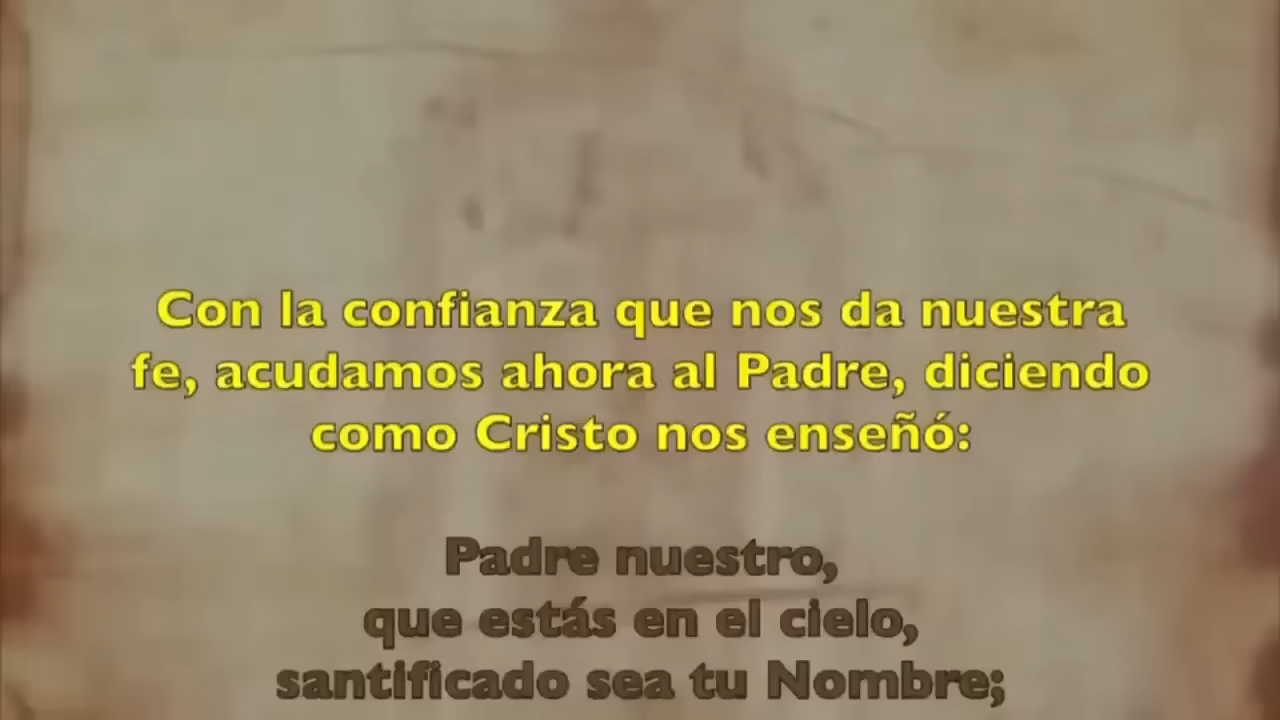 Con la confianza que nos da nuestra
fe, acudamos ahora al Padre, diciendo
como Cristo nos enseñó:
Padre nuestro,
que estás en el cielo,
santificado sea tu Nombre;